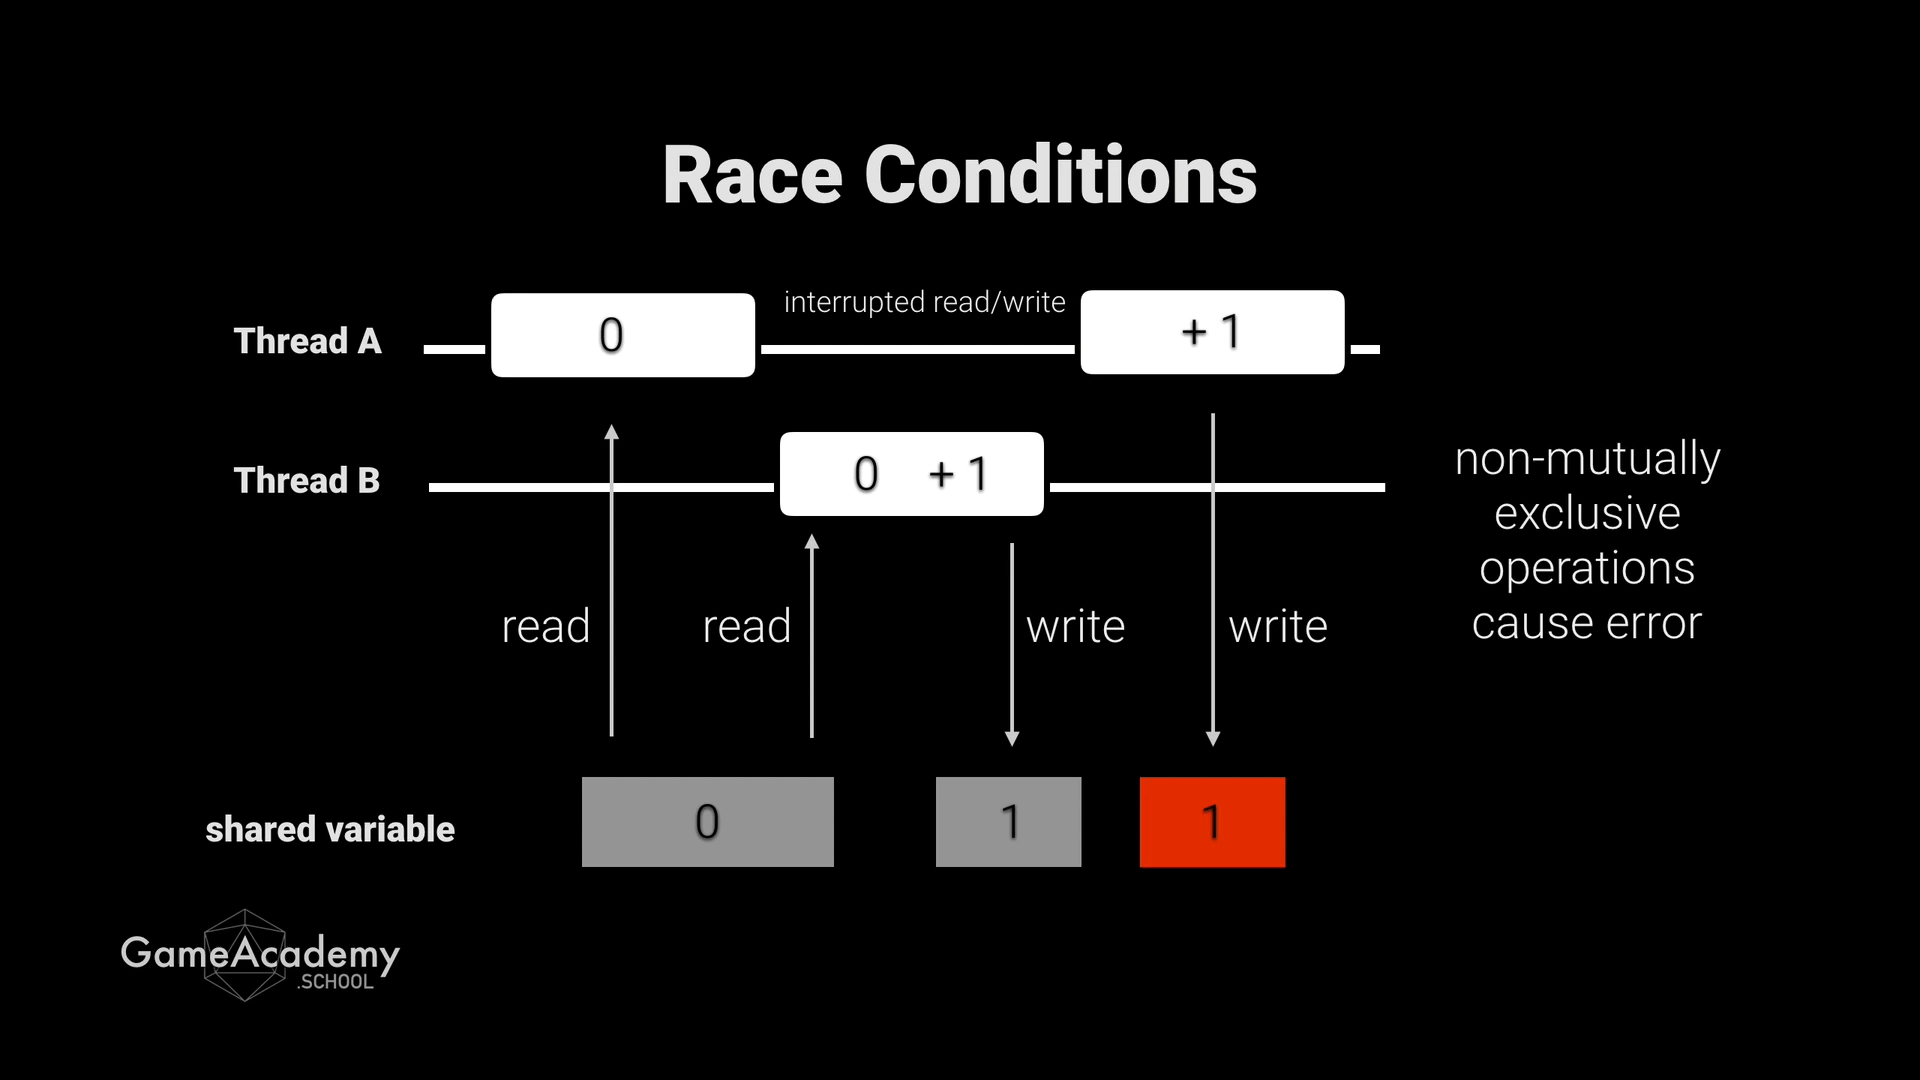 Race Conditions
interrupted read/write
Thread A
0
+ 1
Thread B
0 + 1
non-mutually
exclusive
operations
cause error
read
read
write
write
shared variable
0
1
1
GameAcademy
.SCHOOL